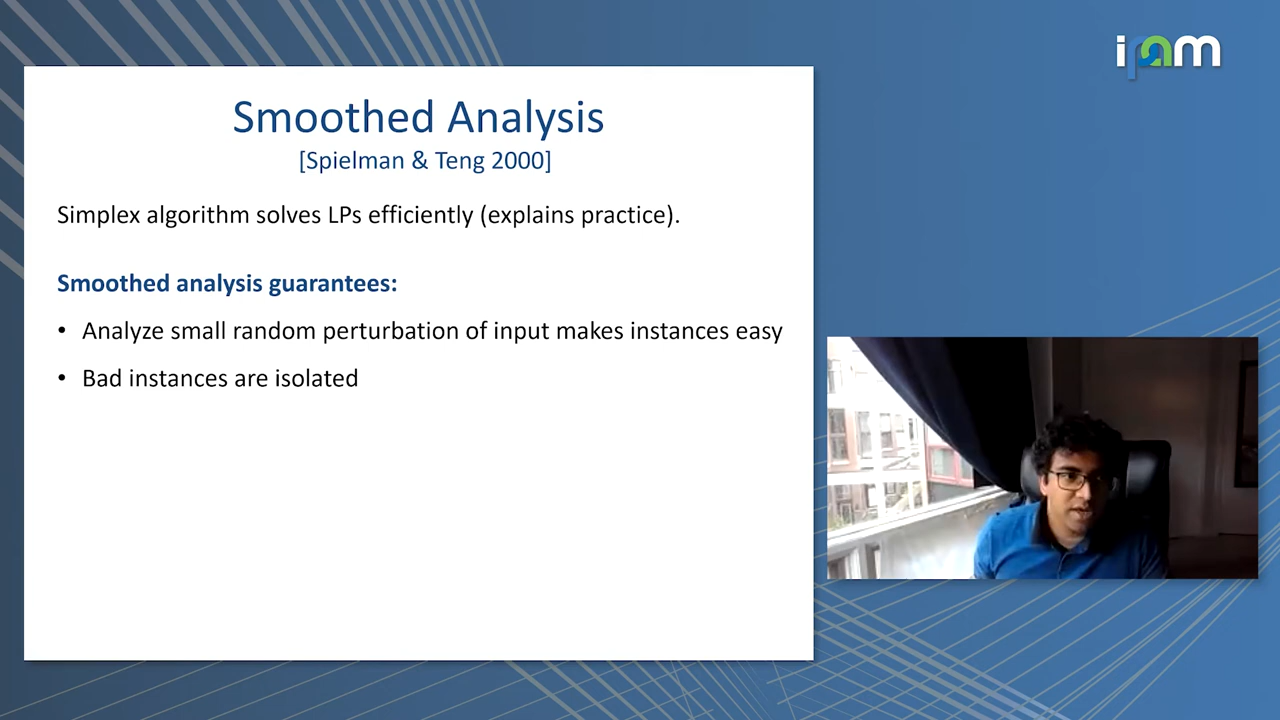 ipam
Smoothed Analysis
[Spielman & Teng 2000]
Simplex algorithm solves LPs efficiently (explains practice).
Smoothed analysis guarantees:
• Analyze small random perturbation of input makes instances easy
• Bad instances are isolated